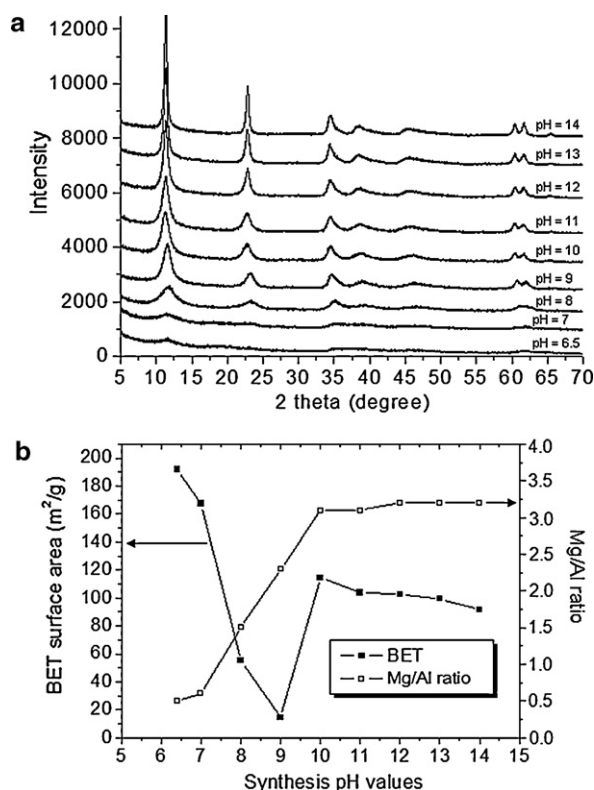 a
12000
10000
8000
6000
4000
2000
0
Intensity
pH = 14
pH = 13
pH = 12
pH = 11
pH = 10
pH = 9
pH = 8
pH = 7
pH = 6.5
5 10 15 20 25 30 35 40 45 50 55 60 65 70
2 theta (degree)
b
200
180
160
140
120
100
80
60
40
20
0
BET surface area (m²/g)
4.0
3.5
3.0
2.5
2.0
1.5
1.0
0.5
0.0
Mg/Al ratio
BET
Mg/Al ratio
5 6 7 8 9 10 11 12 13 14 15
Synthesis pH values